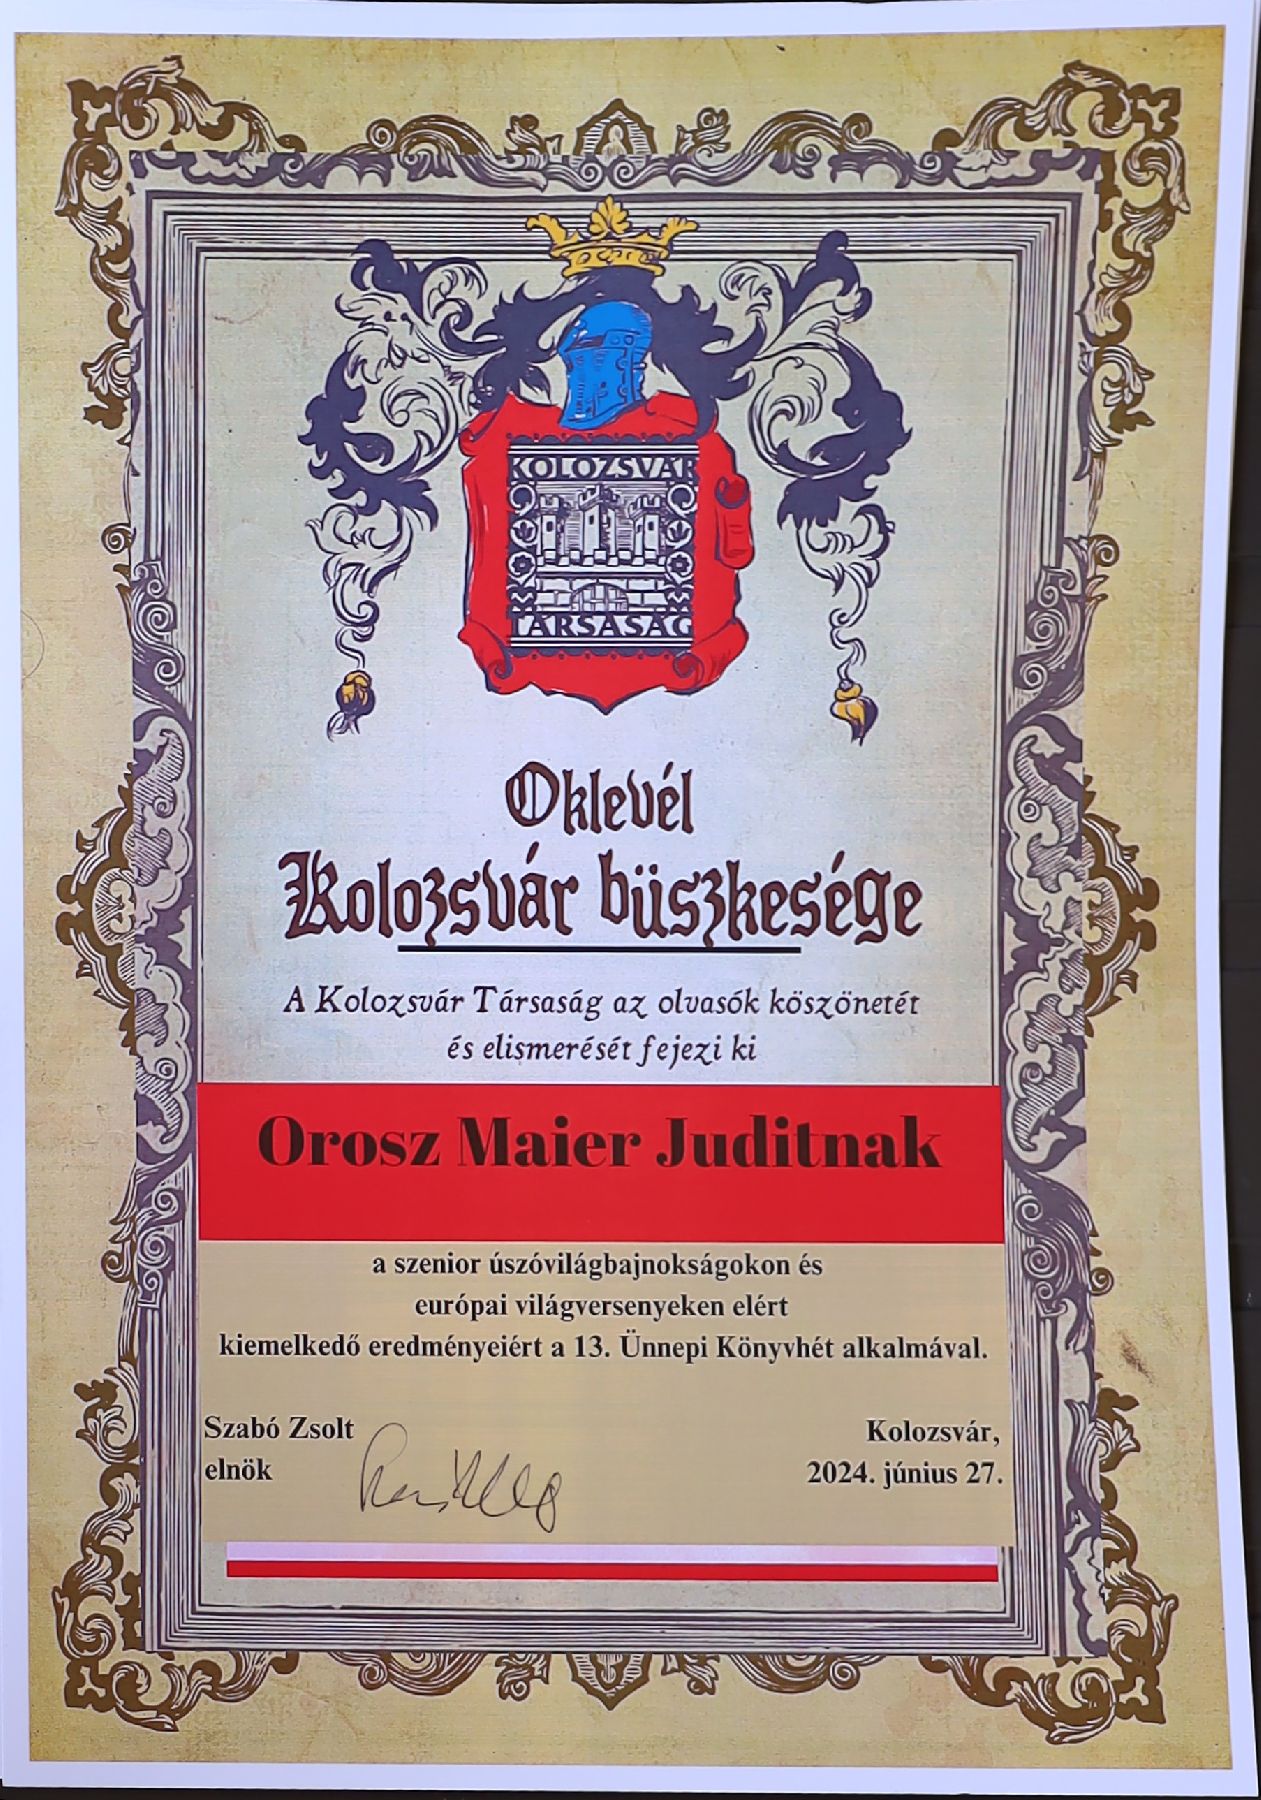 KOLOZSVÁR
TÁRSASÁG
Oklevél
Kolozsvár büszkesége
A Kolozsvár Társaság az olvasók köszönetét
és elismerését fejezi ki
Orosz Maier Juditnak
a szenior úszóvilágbajnokságokon és
európai világversenyeken elért
kiemelkedő eredményeiért a 13. Ünnepi Könyvhét alkalmával.
Szabó Zsolt
elnök
Kolozsvár,
2024. június 27.